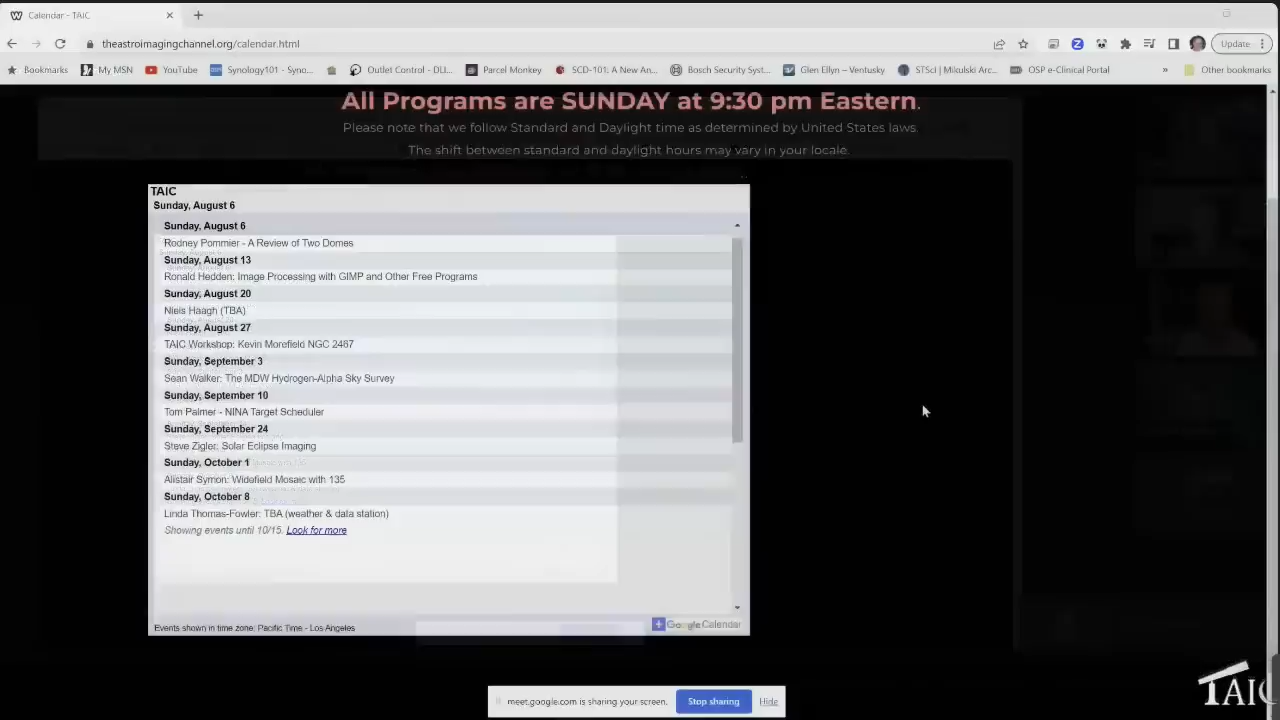 Calendar - TAIC
theastroimagingchannel.org/calendar.html
Update
Bookmarks My MSN YouTube Synology101 - Syno... Outlet Control - DLI... Parcel Monkey SCD-101: A New An... Bosch Security Syst... Glen Ellyn – Ventusky STScI | Mikulski Arc... OSP e-Clinical Portal » Other bookmarks
All Programs are SUNDAY at 9:30 pm Eastern.
Please note that we follow Standard and Daylight time as determined by United States laws.
The shift between standard and daylight hours may vary in your locale.
TAIC
Sunday, August 6
Sunday, August 6
Rodney Pommier - A Review of Two Domes
Sunday, August 13
Ronald Hedden: Image Processing with GIMP and Other Free Programs
Sunday, August 20
Niels Haagh (TBA)
Sunday, August 27
TAIC Workshop: Kevin Morefield NGC 2467
Sunday, September 3
Sean Walker: The MDW Hydrogen-Alpha Sky Survey
Sunday, September 10
Tom Palmer - NINA Target Scheduler
Sunday, September 24
Steve Zigler: Solar Eclipse Imaging
Sunday, October 1
Alistair Symon: Widefield Mosaic with 135
Sunday, October 8
Linda Thomas-Fowler: TBA (weather & data station)
Showing events until 10/15. Look for more
Events shown in time zone: Pacific Time - Los Angeles
Google Calendar
meet.google.com is sharing your screen. Stop sharing Hide
TAIC